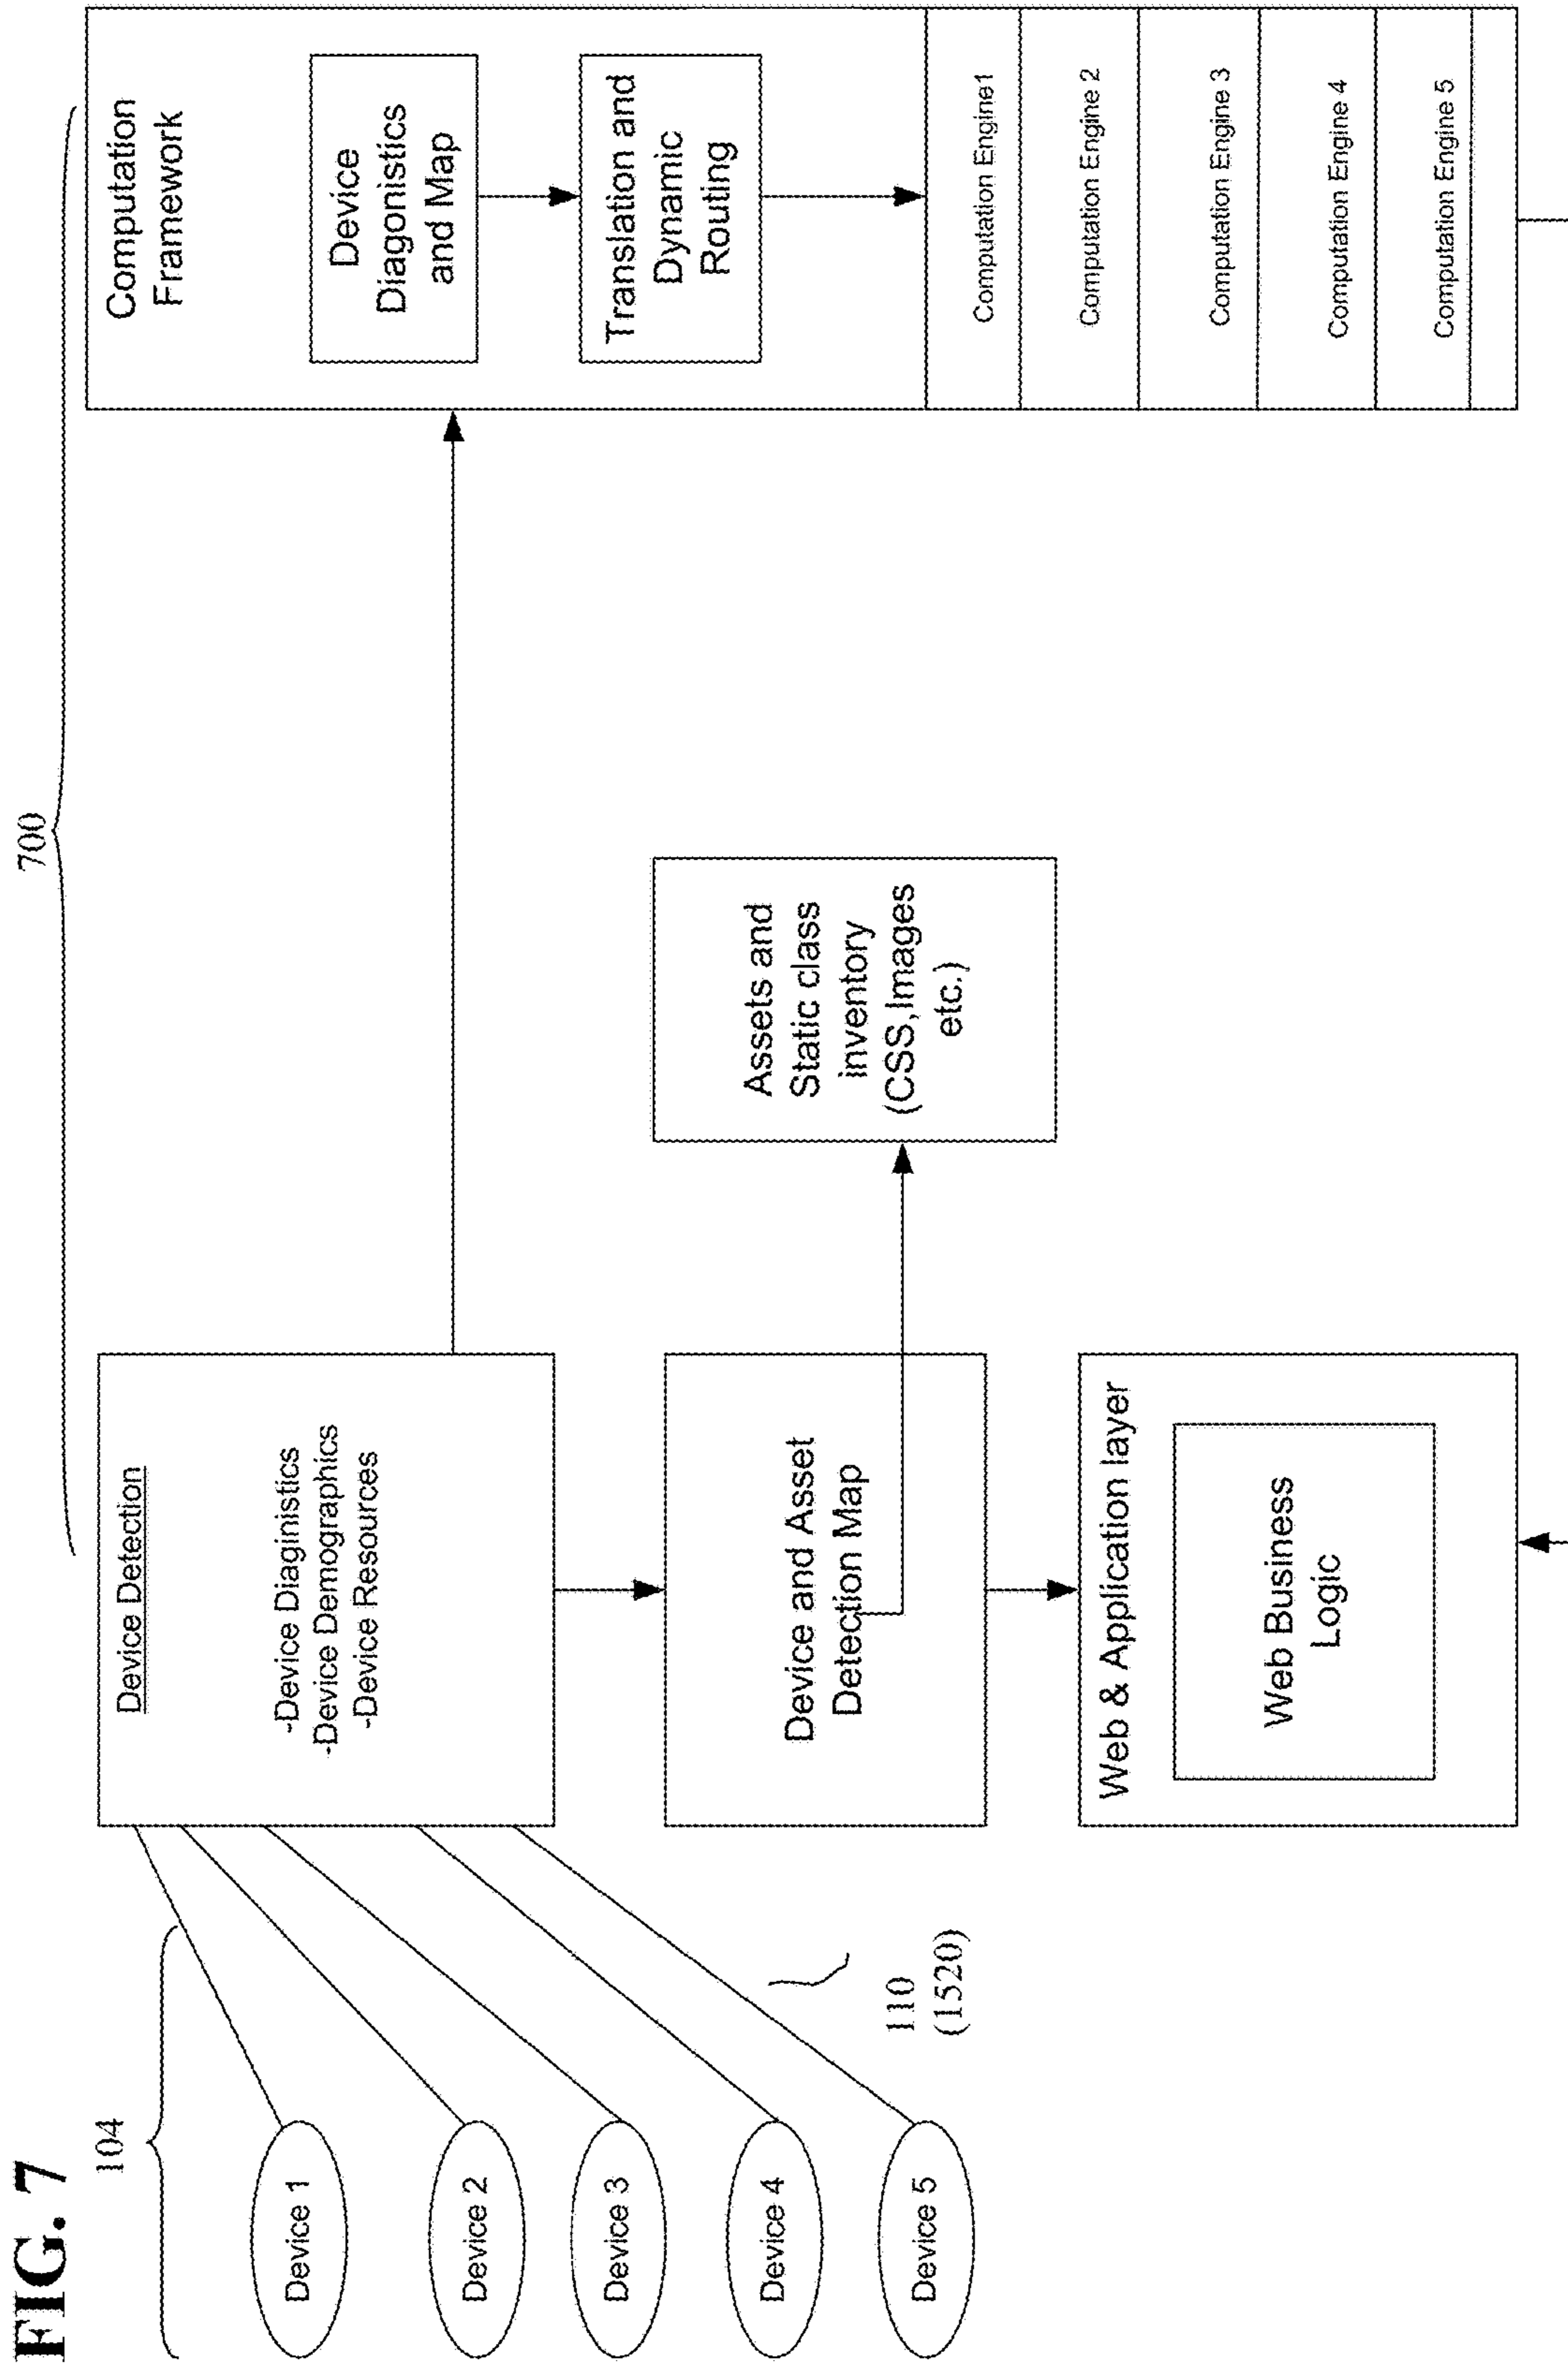 FIG. 7
700
104
Device 1
Device 2
Device 3
Device 4
Device 5
110
(1520)
Device Detection
-Device Diaginistics
-Device Demographics
-Device Resources
Device and Asset
Detection Map
Web & Application layer
Web Business
Logic
Assets and
Static class
inventory
(CSS,Images
etc.)
Computation
Framework
Device
Diagonistics
and Map
Translation and
Dynamic
Routing
Computation Engine1
Computation Engine 2
Computation Engine 3
Computation Engine 4
Computation Engine 5